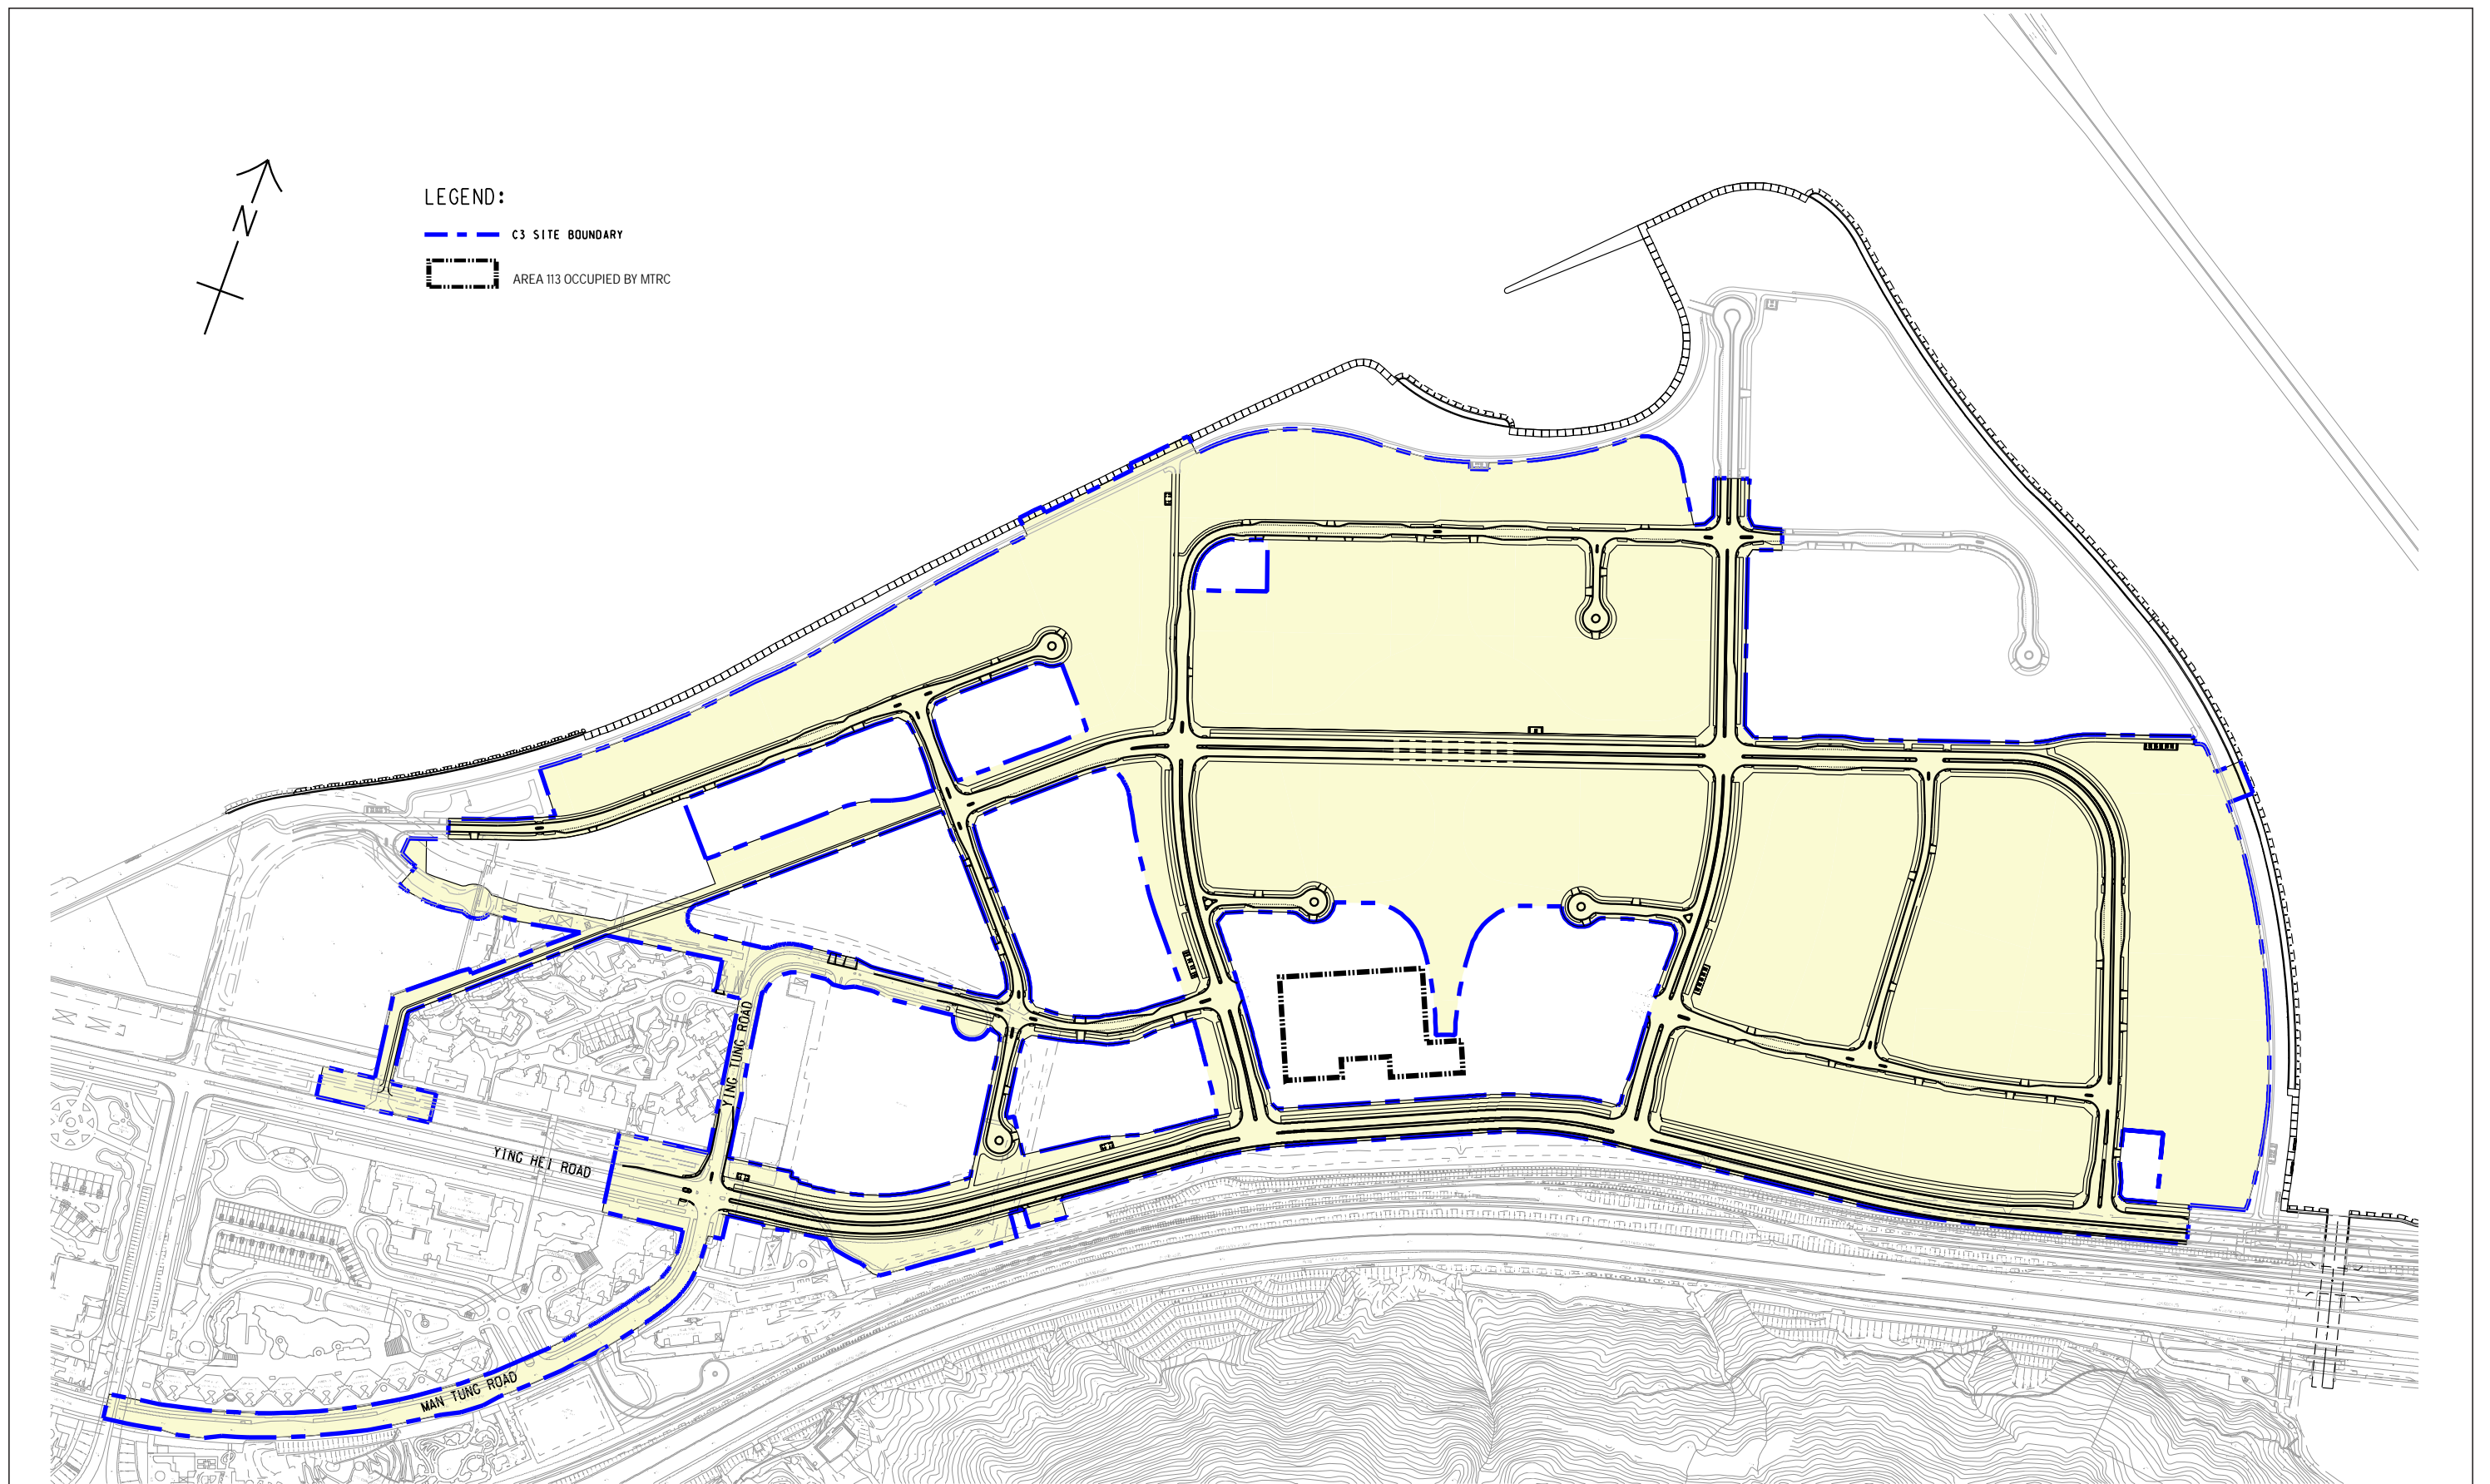 LEGEND:
N
C3 SITE BOUNDARY
AREA 113 OCCUPIED BY MTRC
YING TUNG ROAD
YING HEI ROAD
MAN TUNG ROAD